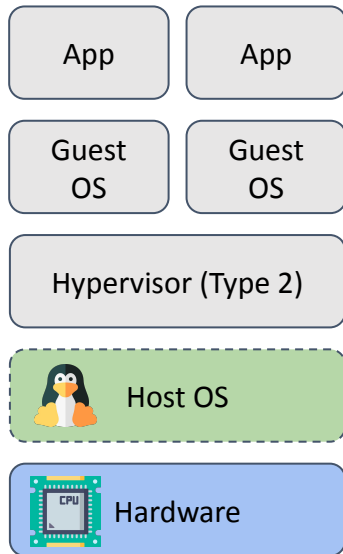 App
App
Guest
OS
Guest
OS
Hypervisor (Type 2)
Host OS
CPU
Hardware